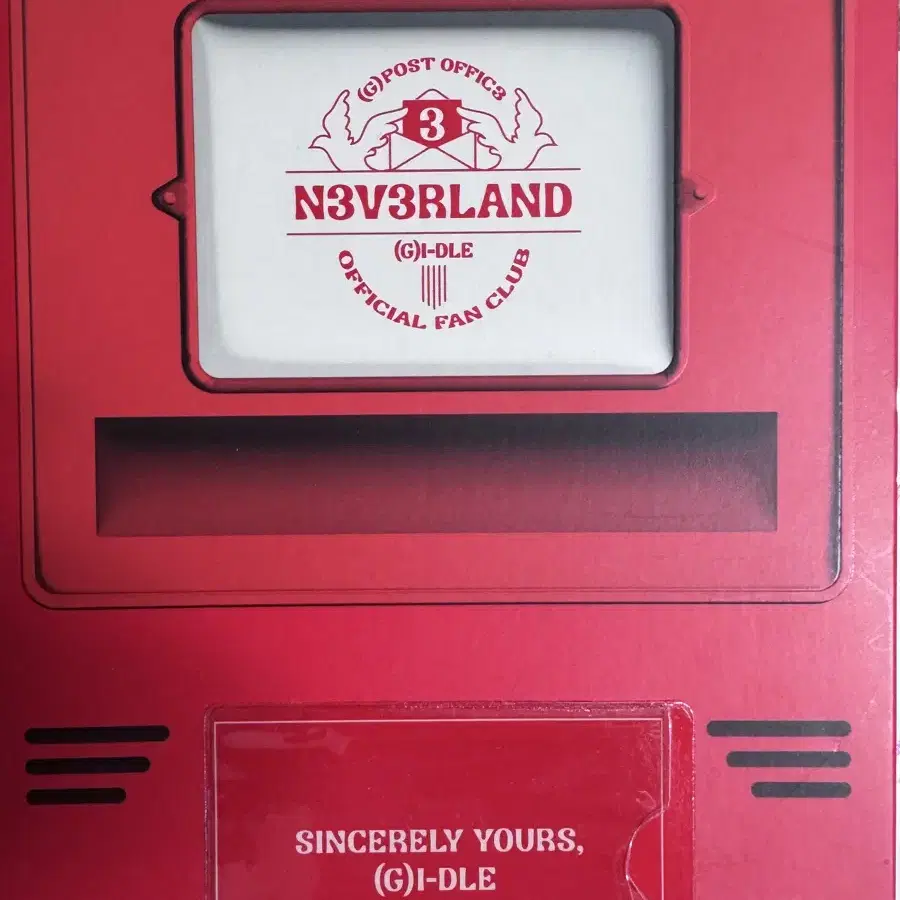 (G)POST OFFIC3
3
N3V3RLAND
(G)I-DLE
OFFICIAL FAN CLUB
SINCERELY YOURS,
(G)I-DLE